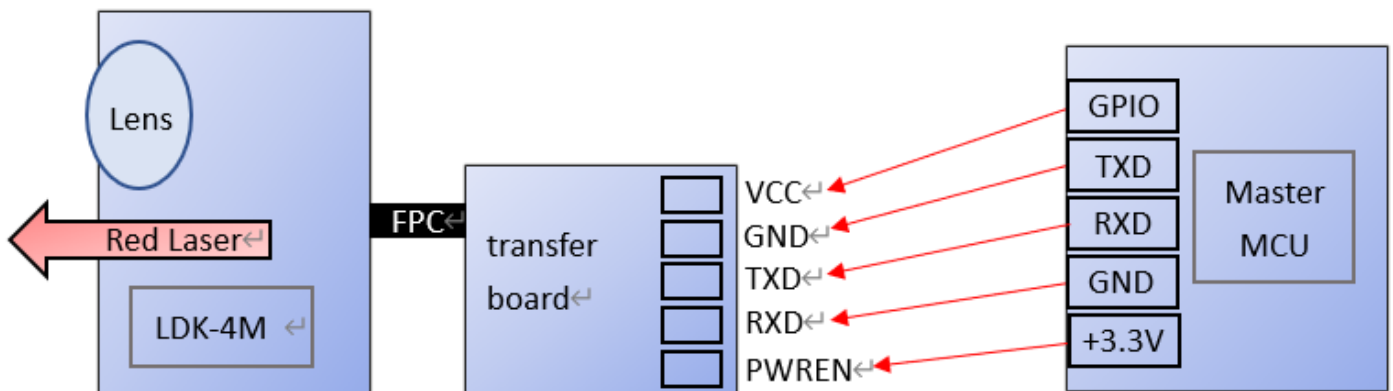 Lens
Red Laser
LDK-4M
FPC
transfer
board
VCC
GND
TXD
RXD
PWREN
GPIO
TXD
RXD
GND
+3.3V
Master
MCU